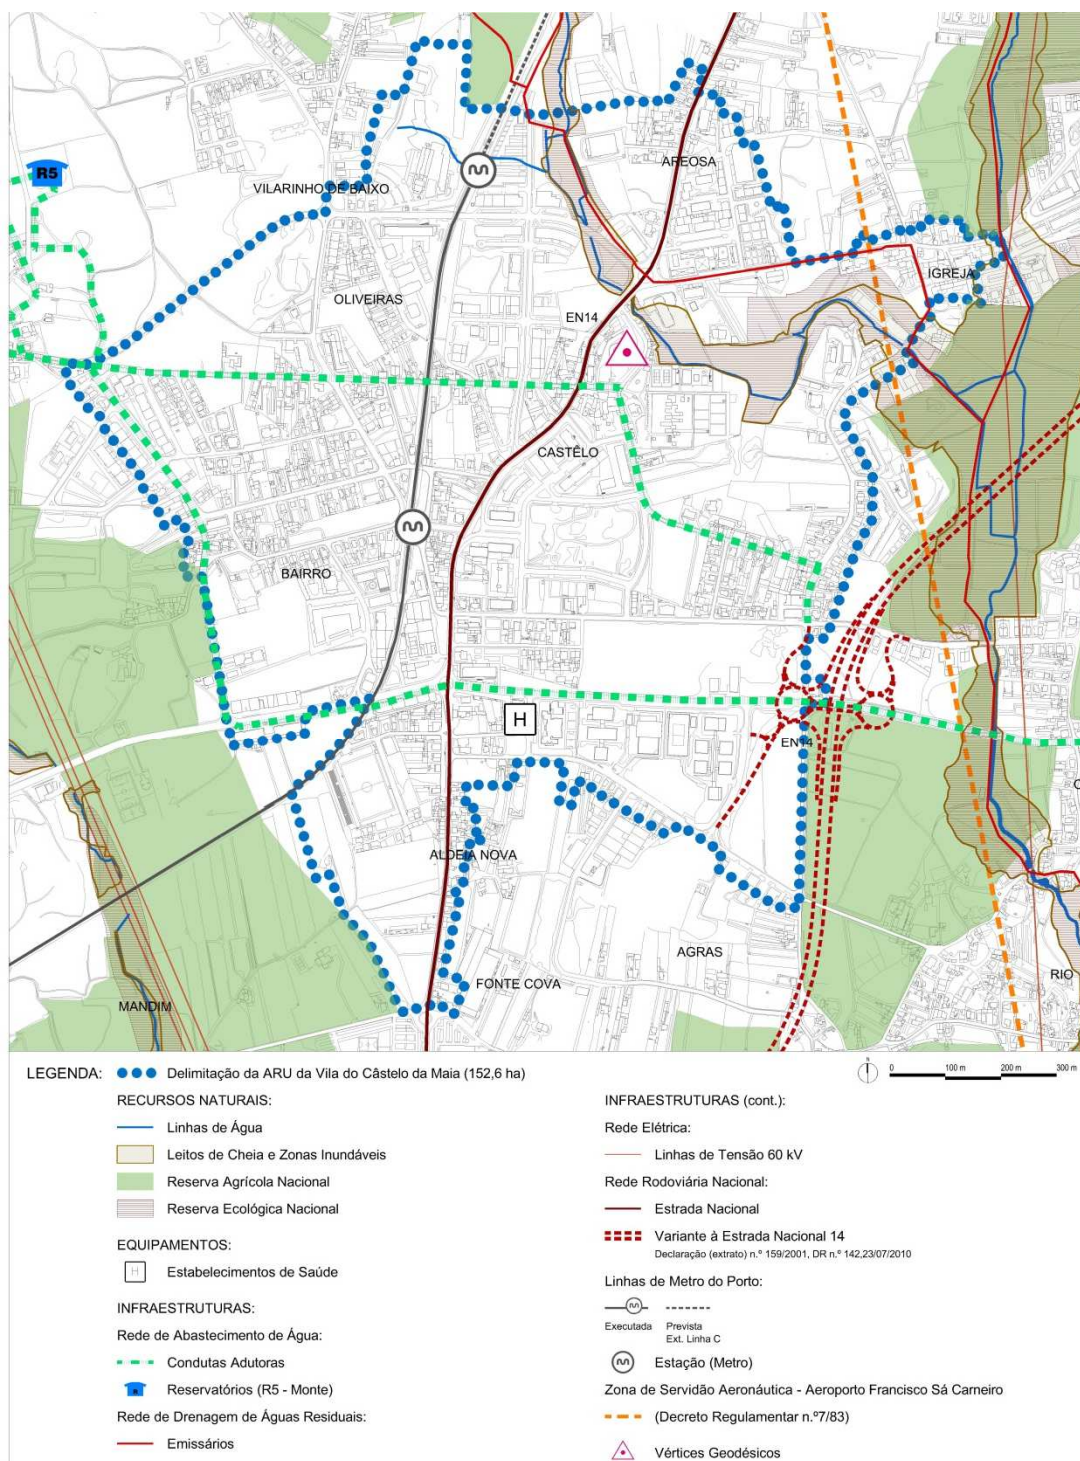 R5
VILARINHO DE BAIXO
AREOSA
OLIVEIRAS
IGREJA
EN14
CASTÊLO
BAIRRO
H
EN14
ALDEIA NOVA
AGRAS
FONTE COVA
RIO
MANDIM
LEGENDA:
Delimitação da ARU da Vila do Câstelo da Maia (152,6 ha)
N
0 100 m 200 m 300 m
RECURSOS NATURAIS:
Linhas de Água
Leitos de Cheia e Zonas Inundáveis
Reserva Agrícola Nacional
Reserva Ecológica Nacional
EQUIPAMENTOS:
H Estabelecimentos de Saúde
INFRAESTRUTURAS:
Rede de Abastecimento de Água:
Condutas Adutoras
Reservatórios (R5 - Monte)
Rede de Drenagem de Águas Residuais:
Emissários
INFRAESTRUTURAS (cont.):
Rede Elétrica:
Linhas de Tensão 60 kV
Rede Rodoviária Nacional:
Estrada Nacional
Variante à Estrada Nacional 14
Declaração (extrato) n.º 159/2001, DR n.º 142,23/07/2010
Linhas de Metro do Porto:
Executada Prevista
Ext. Linha C
Estação (Metro)
Zona de Servidão Aeronáutica - Aeroporto Francisco Sá Carneiro
(Decreto Regulamentar n.º7/83)
Vértices Geodésicos